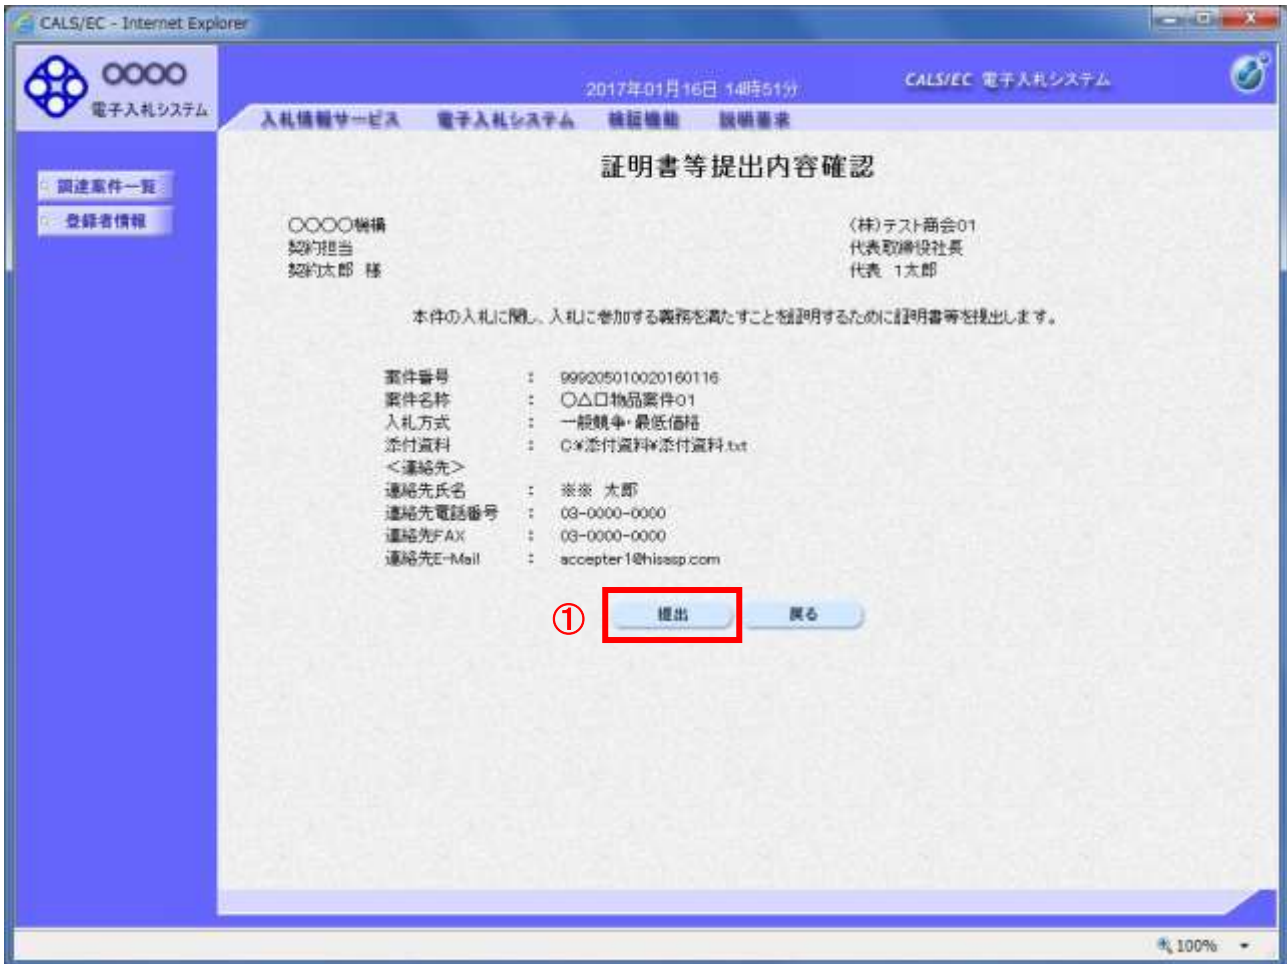 CALS/EC - Internet Explorer
○○○○
電子入札システム
2017年01月16日 14時51分
CALS/EC 電子入札システム
入札情報サービス 電子入札システム 検証機能 説明要求
調達案件一覧
登録者情報
証明書等提出内容確認
○○○○機構
契約担当
契約太郎 様
(株)テスト商会01
代表取締役社長
代表 1太郎
本件の入札に関し、入札に参加する義務を満たすことを証明するために証明書等を提出します。
案件番号 : 999205010020160116
案件名称 : ○△□物品案件01
入札方式 : 一般競争・最低価格
添付資料 : C:¥添付資料¥添付資料.txt
<連絡先>
連絡先氏名 : ※※ 太郎
連絡先電話番号 : 03-0000-0000
連絡先FAX : 03-0000-0000
連絡先E-Mail : accepter1@hisasp.com
① 提出 戻る
100%